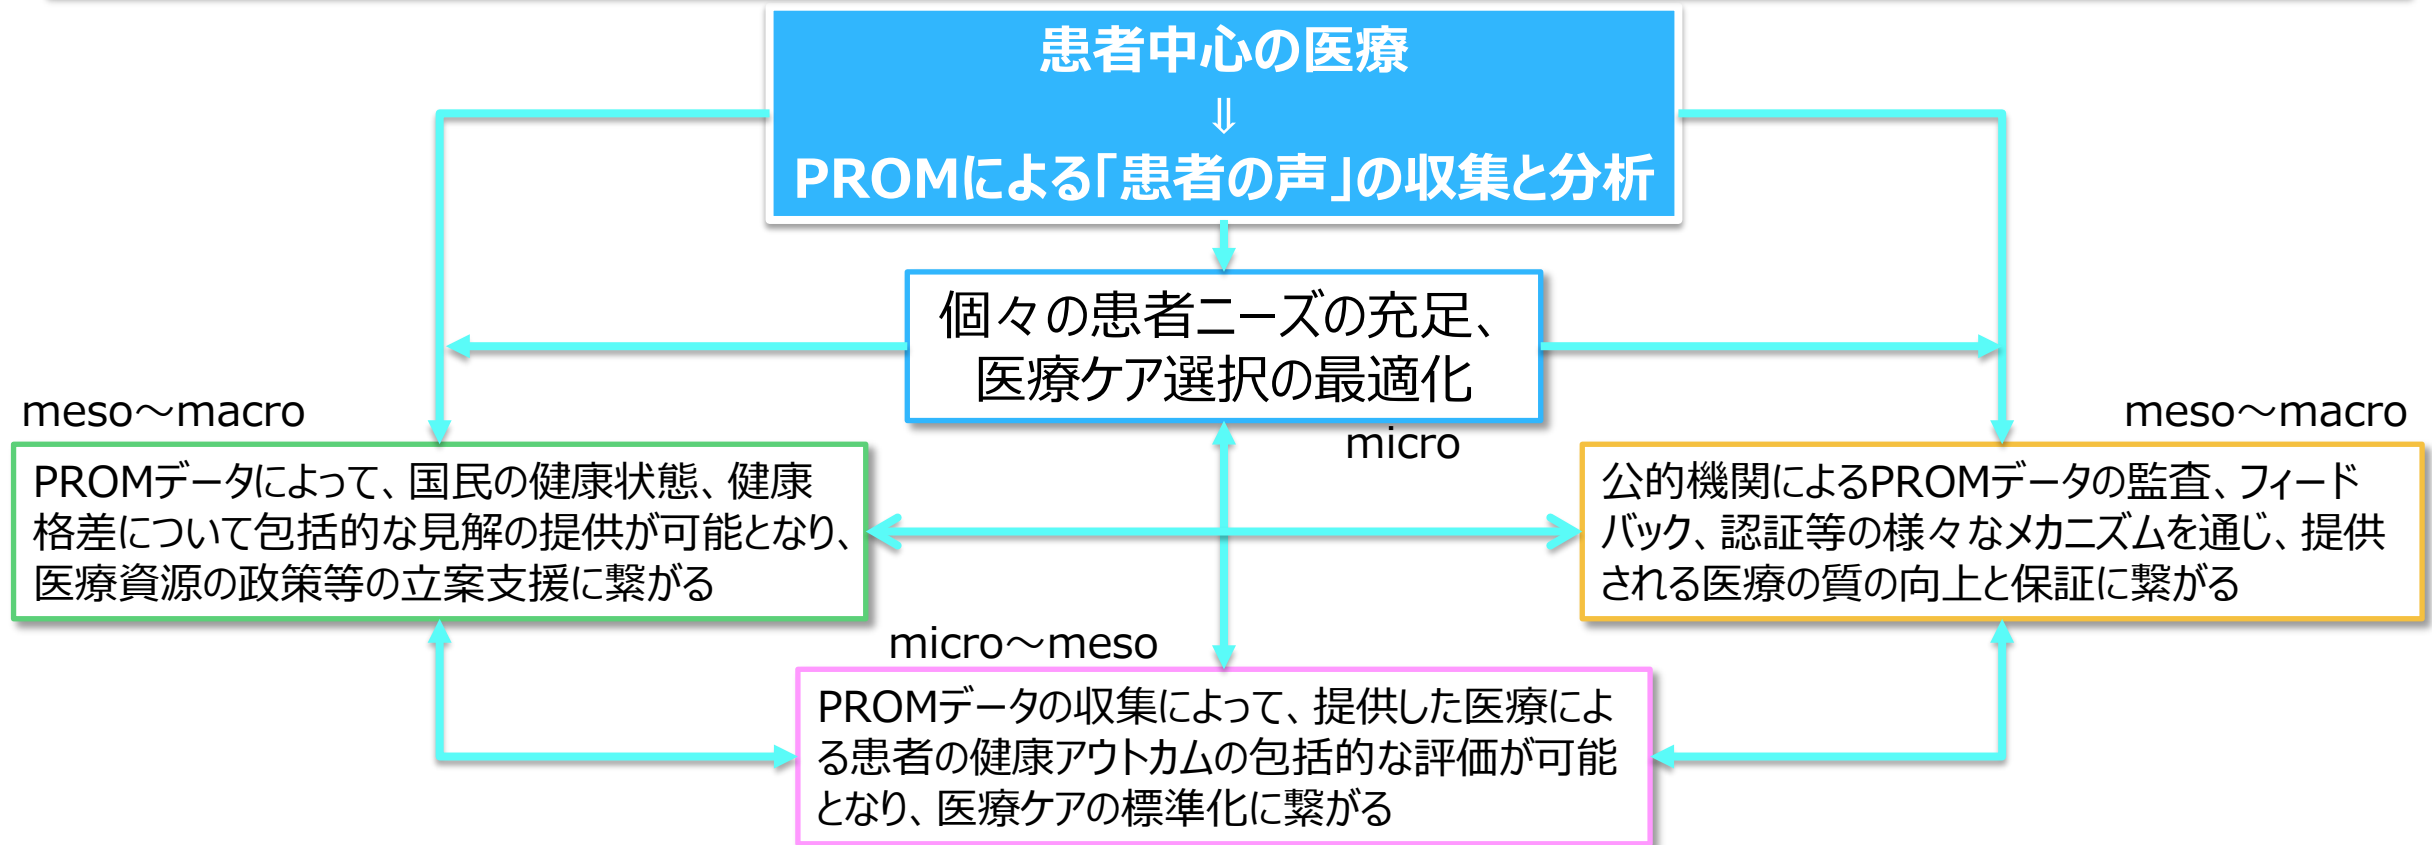 患者中心の医療
⇓
PROMによる「患者の声」の収集と分析
個々の患者ニーズの充足、
医療ケア選択の最適化
micro
meso～macro
PROMデータによって、国民の健康状態、健康
格差について包括的な見解の提供が可能となり、
医療資源の政策等の立案支援に繋がる
meso～macro
公的機関によるPROMデータの監査、フィード
バック、認証等の様々なメカニズムを通じ、提供
される医療の質の向上と保証に繋がる
micro～meso
PROMデータの収集によって、提供した医療によ
る患者の健康アウトカムの包括的な評価が可能
となり、医療ケアの標準化に繋がる